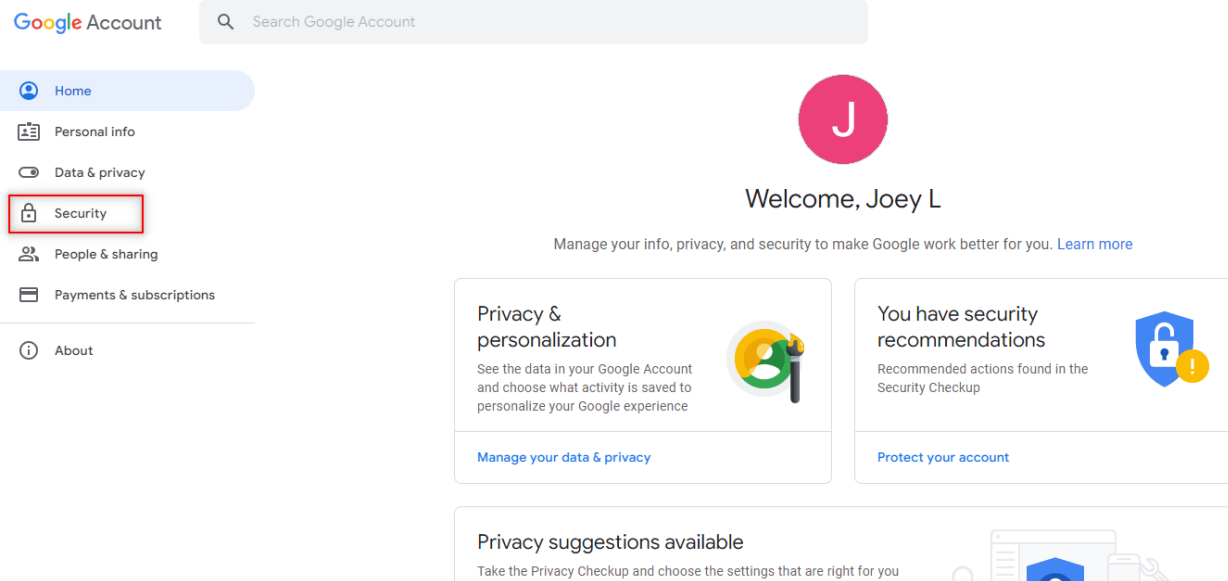 Google Account
Search Google Account
Home
Personal info
Data & privacy
Security
People & sharing
Payments & subscriptions
About
J
Welcome, Joey L
Manage your info, privacy, and security to make Google work better for you. Learn more
Privacy &
personalization
See the data in your Google Account
and choose what activity is saved to
personalize your Google experience
Manage your data & privacy
You have security
recommendations
Recommended actions found in the
Security Checkup
Protect your account
Privacy suggestions available
Take the Privacy Checkup and choose the settings that are right for you